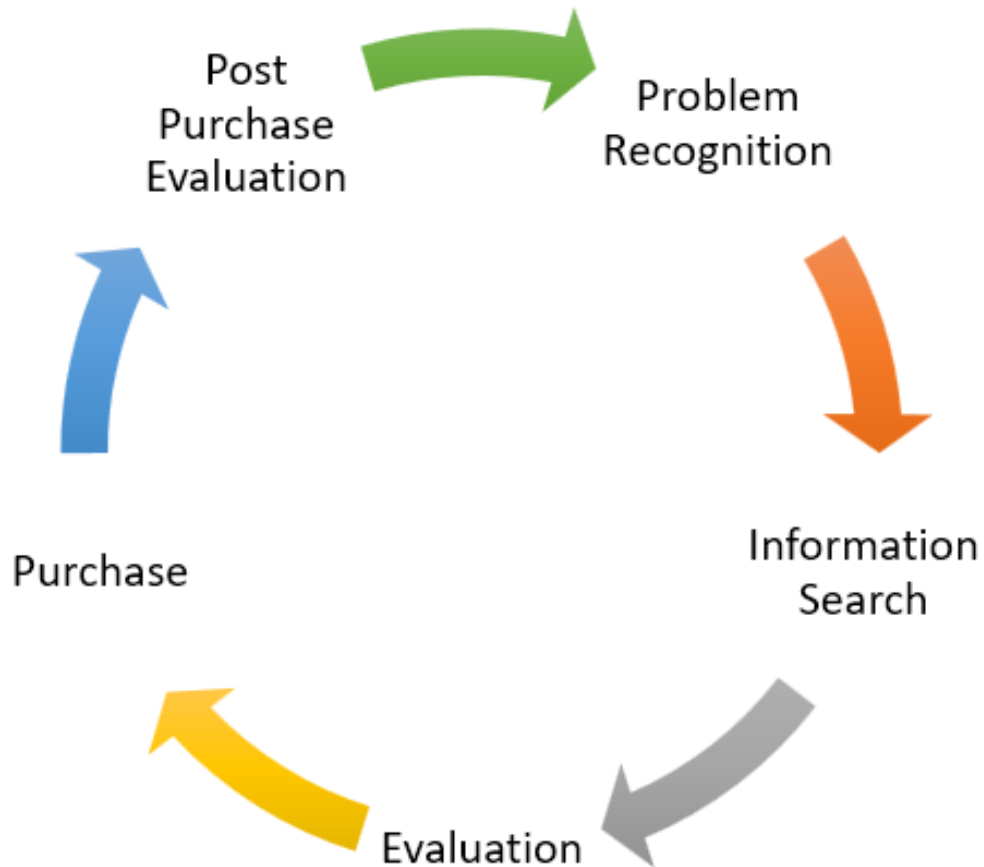 Post
Purchase
Evaluation
Problem
Recognition
Information
Search
Evaluation
Purchase